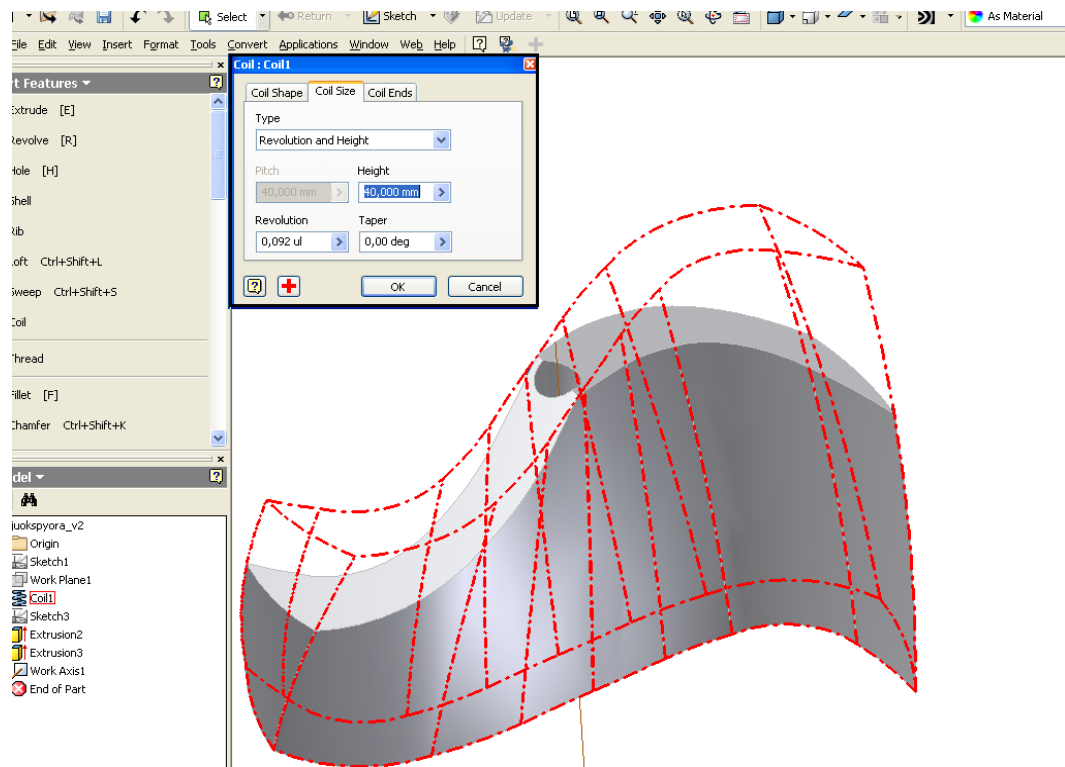 Select
Return
Sketch
Update
As Material
File Edit View Insert Format Tools Convert Applications Window Web Help
Coil : Coil1
Coil Shape Coil Size Coil Ends
Type
Revolution and Height
Pitch Height
40,000 mm 40,000 mm
Revolution Taper
0,092 ul 0,00 deg
OK Cancel
rt Features
Extrude [E]
Revolve [R]
Hole [H]
Shell
Rib
Loft Ctrl+Shift+L
Sweep Ctrl+Shift+S
Coil
Thread
Fillet [F]
Chamfer Ctrl+Shift+K
del
juokspyora_v2
Origin
Sketch1
Work Plane1
Coil1
Sketch3
Extrusion2
Extrusion3
Work Axis1
End of Part